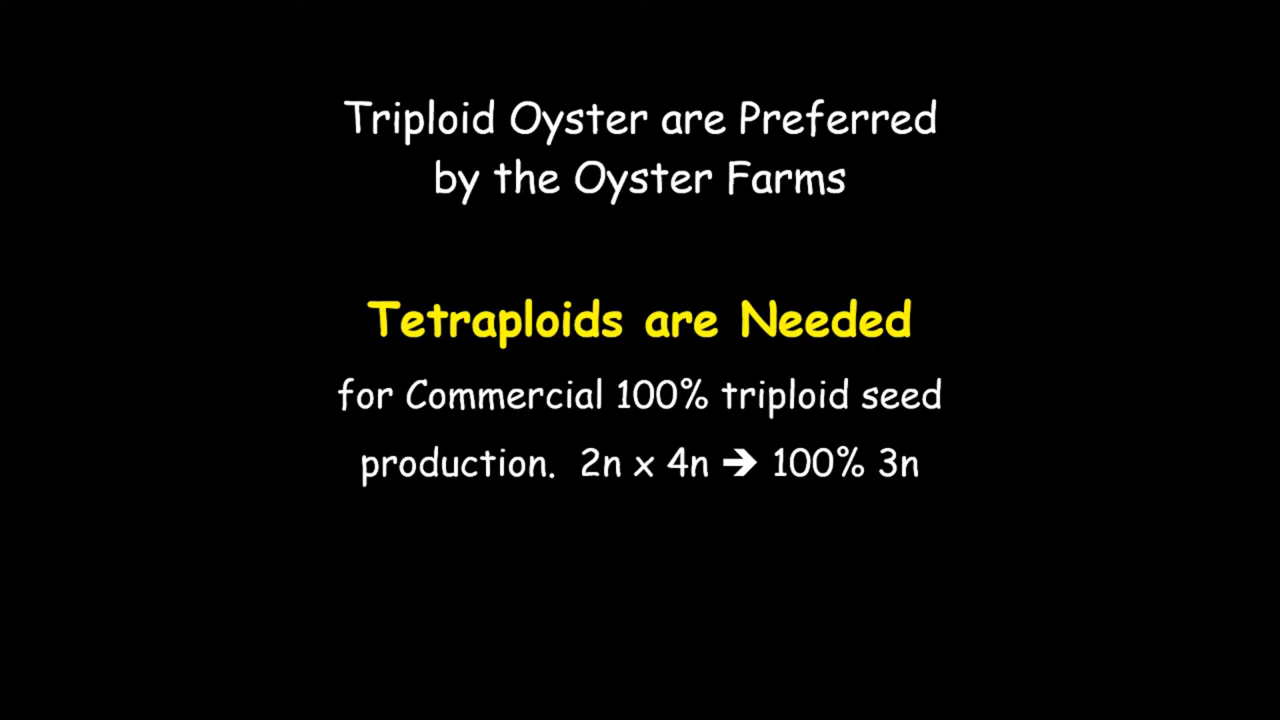 Triploid Oyster are Preferred
by the Oyster Farms
Tetraploids are Needed
for Commercial 100% triploid seed
production. 2n x 4n ➔ 100% 3n